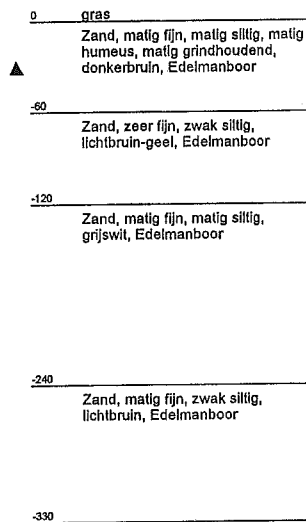 0 gras
Zand, matig fijn, matig siltig, matig
humeus, matig grindhoudend,
donkerbruin, Edelmanboor
-60
Zand, zeer fijn, zwak siltig,
lichtbruin-geel, Edelmanboor
-120
Zand, matig fijn, matig siltig,
grijswit, Edelmanboor
-240
Zand, matig fijn, zwak siltig,
lichtbruin, Edelmanboor
-330